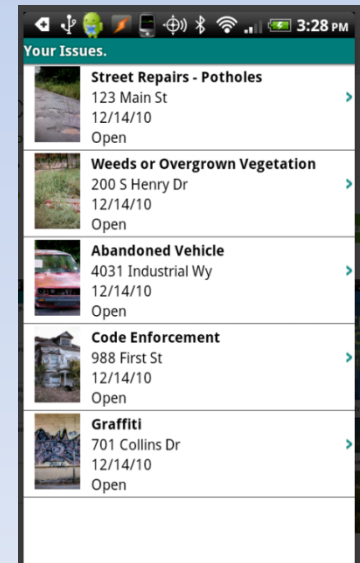 3:28 PM
Your Issues.
Street Repairs - Potholes
123 Main St
12/14/10
Open
Weeds or Overgrown Vegetation
200 S Henry Dr
12/14/10
Open
Abandoned Vehicle
4031 Industrial Wy
12/14/10
Open
Code Enforcement
988 First St
12/14/10
Open
Graffiti
701 Collins Dr
12/14/10
Open